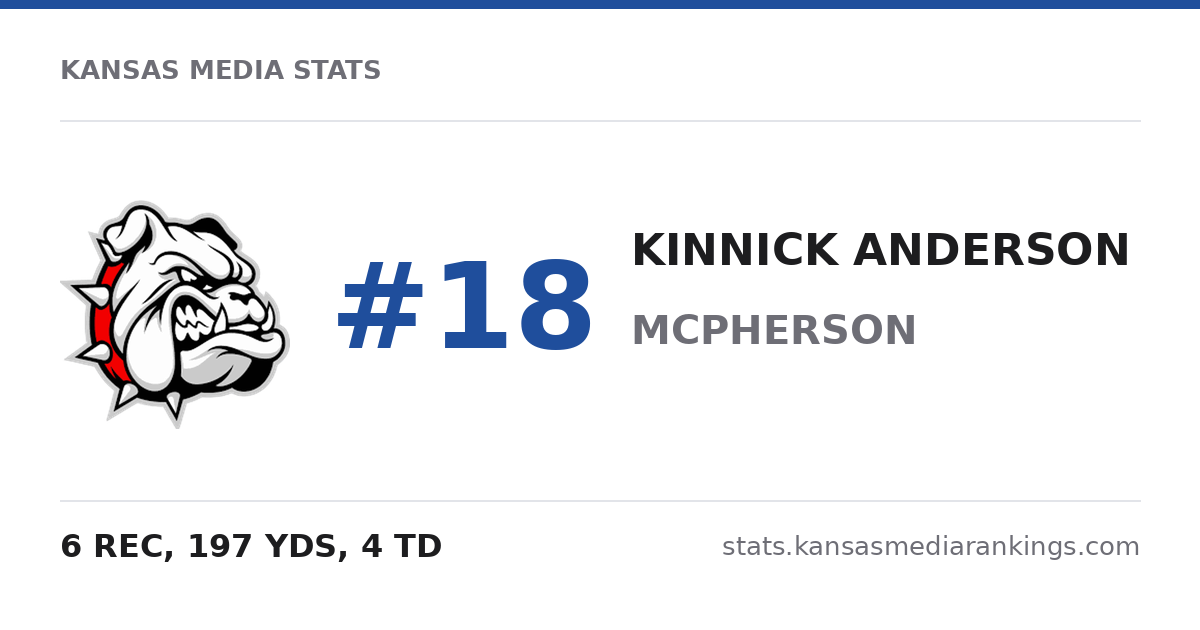 KANSAS MEDIA STATS
#18
KINNICK ANDERSON
MCPHERSON
6 REC, 197 YDS, 4 TD
stats.kansasmediarankings.com